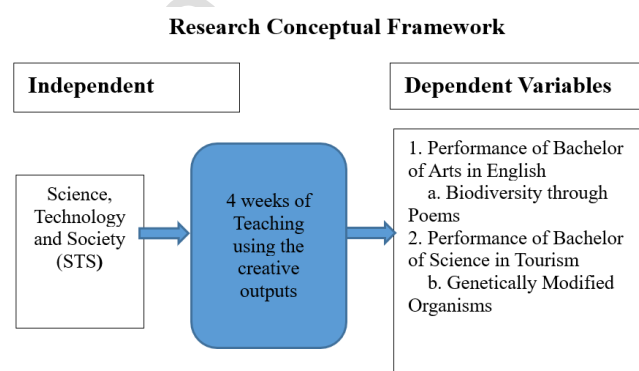 Research Conceptual Framework
Independent
Dependent Variables
Science,
Technology
and Society
(STS)
4 weeks of
Teaching
using the
creative
outputs
1. Performance of Bachelor
of Arts in English
a. Biodiversity through
Poems
2. Performance of Bachelor
of Science in Tourism
b. Genetically Modified
Organisms